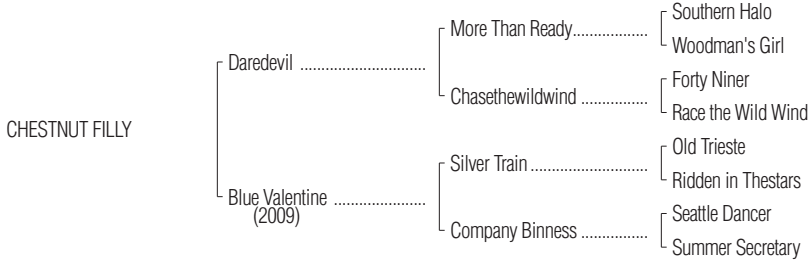 Southern Halo
More Than Ready..................
Woodman's Girl
Daredevil ..............................
Forty Niner
Chasethewildwind ................
Race the Wild Wind
CHESTNUT FILLY
Old Trieste
Silver Train ............................
Ridden in Thestars
Blue Valentine ......................
(2009)
Seattle Dancer
Company Binness ................
Summer Secretary